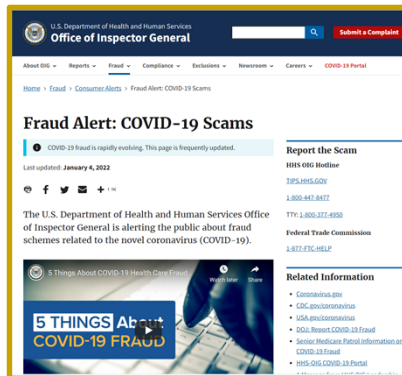 U.S. Department of Health and Human Services
Office of Inspector General
Submit a Complaint
About OIG Reports Fraud Compliance Exclusions Newsroom Careers COVID-19 Portal
Home > Fraud > Consumer Alerts > Fraud Alert: COVID-19 Scams
Fraud Alert: COVID-19 Scams
COVID-19 fraud is rapidly evolving. This page is frequently updated.
Last updated: January 4, 2022
The U.S. Department of Health and Human Services Office
of Inspector General is alerting the public about fraud
schemes related to the novel coronavirus (COVID-19).
5 Things About COVID-19 Health Care Fraud
Watch later Share
5 THINGS About
COVID-19 FRAUD
Report the Scam
HHS OIG Hotline
TIPS.HHS.GOV
1-800-447-8477
TTY: 1-800-377-4950
Federal Trade Commission
1-877-FTC-HELP
Related Information
Coronavirus.gov
CDC.gov/coronavirus
USA.gov/coronavirus
DOJ: Report COVID-19 Fraud
Senior Medicare Patrol Information on
COVID-19 Fraud
HHS-OIG COVID-19 Portal